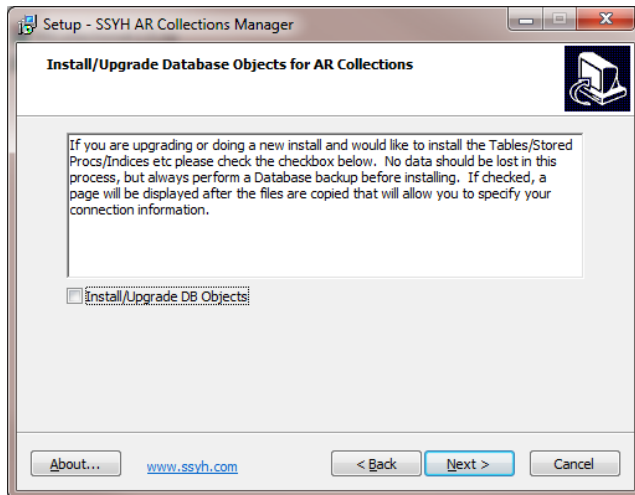 Setup - SSYH AR Collections Manager
Install/Upgrade Database Objects for AR Collections
If you are upgrading or doing a new install and would like to install the Tables/Stored
Procs/Indices etc please check the checkbox below.  No data should be lost in this
process, but always perform a Database backup before installing.  If checked, a
page will be displayed after the files are copied that will allow you to specify your
connection information.
Install/Upgrade DB Objects
About... www.ssyh.com < Back Next > Cancel